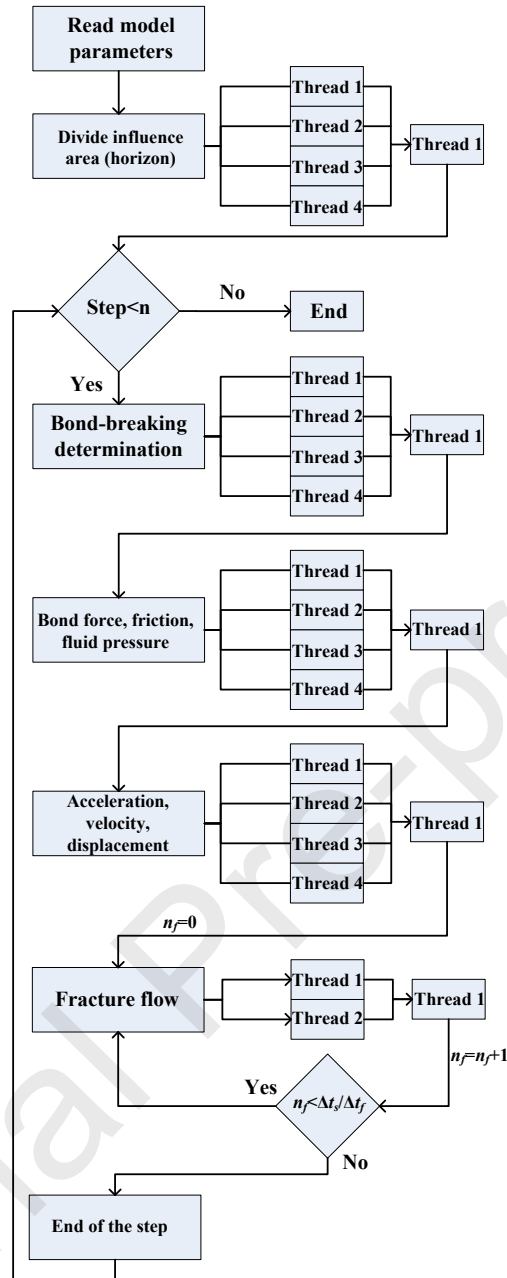 Read model
parameters
Divide influence
area (horizon)
Thread 1
Thread 2
Thread 3
Thread 4
Thread 1
Step<n
No
End
Yes
Bond-breaking
determination
Thread 1
Thread 2
Thread 3
Thread 4
Thread 1
Bond force, friction,
fluid pressure
Thread 1
Thread 2
Thread 3
Thread 4
Thread 1
Acceleration,
velocity,
displacement
Thread 1
Thread 2
Thread 3
Thread 4
Thread 1
n_f=0
Fracture flow
Thread 1
Thread 2
Thread 1
n_f=n_f+1
Yes
n_f<Δt_s/Δt_f
No
End of the step
nal Pre-pr